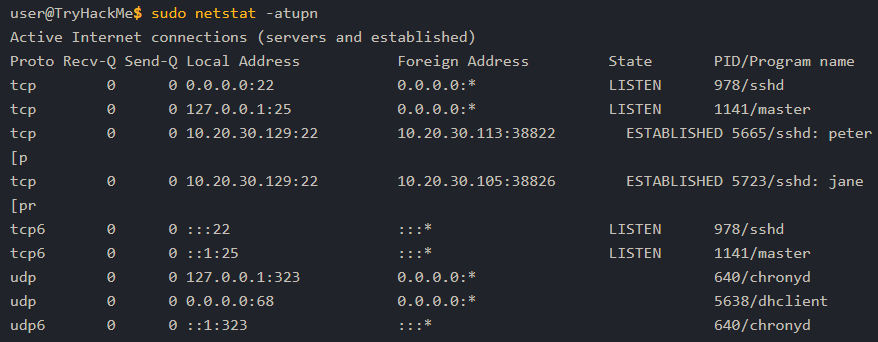 user@TryHackMe$ sudo netstat -atupn
Active Internet connections (servers and established)
Proto Recv-Q Send-Q Local Address           Foreign Address         State       PID/Program name
tcp        0      0 0.0.0.0:22              0.0.0.0:*               LISTEN      978/sshd
tcp        0      0 127.0.0.1:25            0.0.0.0:*               LISTEN      1141/master
tcp        0      0 10.20.30.129:22         10.20.30.113:38822        ESTABLISHED 5665/sshd: peter
[p
tcp        0      0 10.20.30.129:22         10.20.30.105:38826        ESTABLISHED 5723/sshd: jane
[pr
tcp6       0      0 :::22                   :::*                    LISTEN      978/sshd
tcp6       0      0 ::1:25                  :::*                    LISTEN      1141/master
udp        0      0 127.0.0.1:323           0.0.0.0:*                           640/chronyd
udp        0      0 0.0.0.0:68              0.0.0.0:*                           5638/dhclient
udp6       0      0 ::1:323                 :::*                                640/chronyd